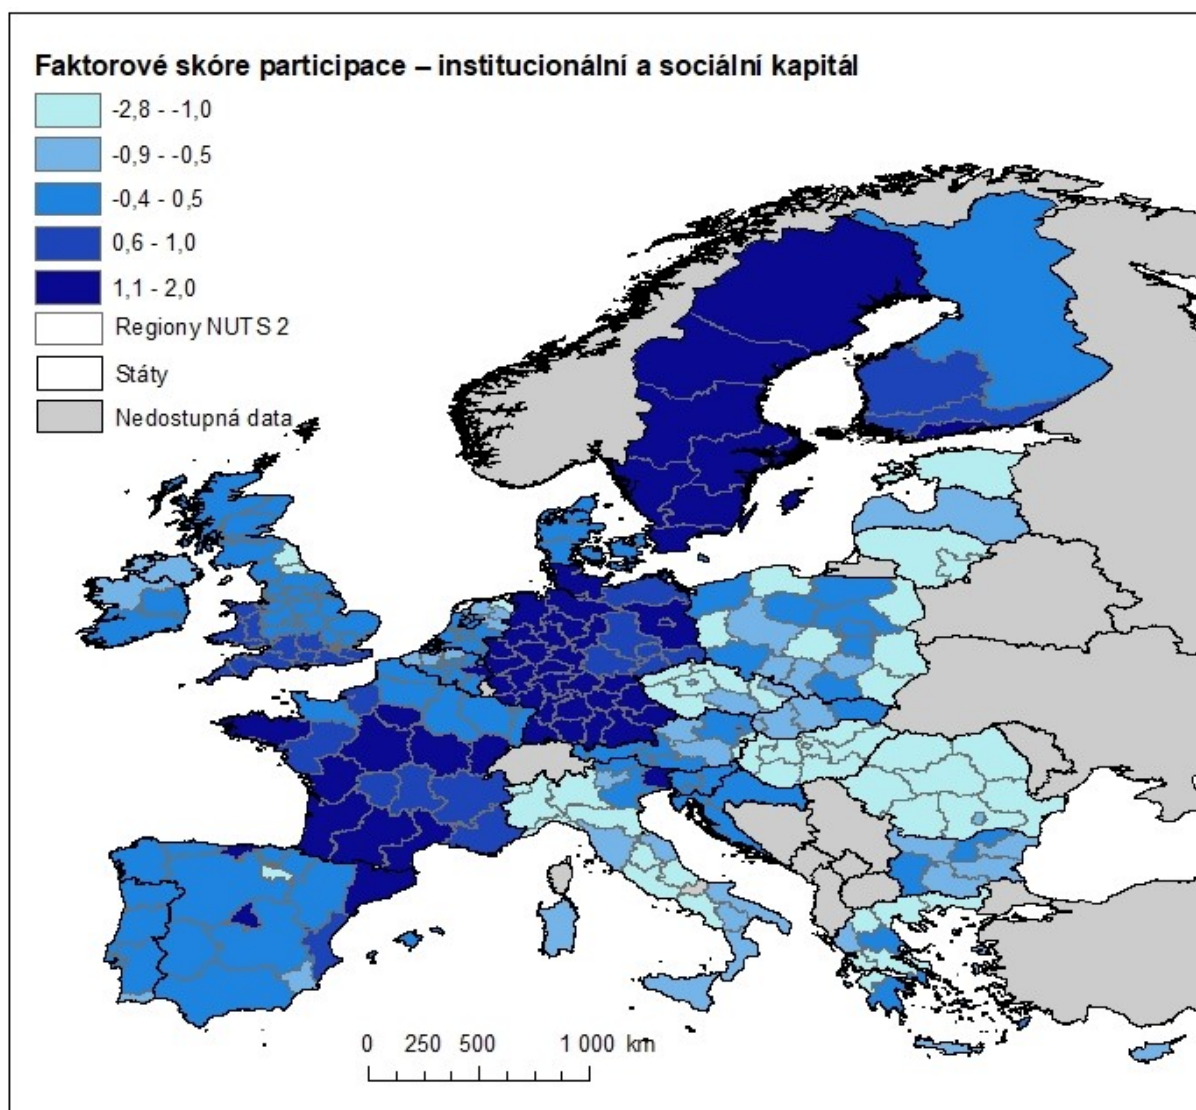 Faktorové skóre participace – institucionální a sociální kapitál
-2,8 - -1,0
-0,9 - -0,5
-0,4 - 0,5
0,6 - 1,0
1,1 - 2,0
Regiony NUTS 2
Státy
Nedostupná data
0 250 500 1 000 km